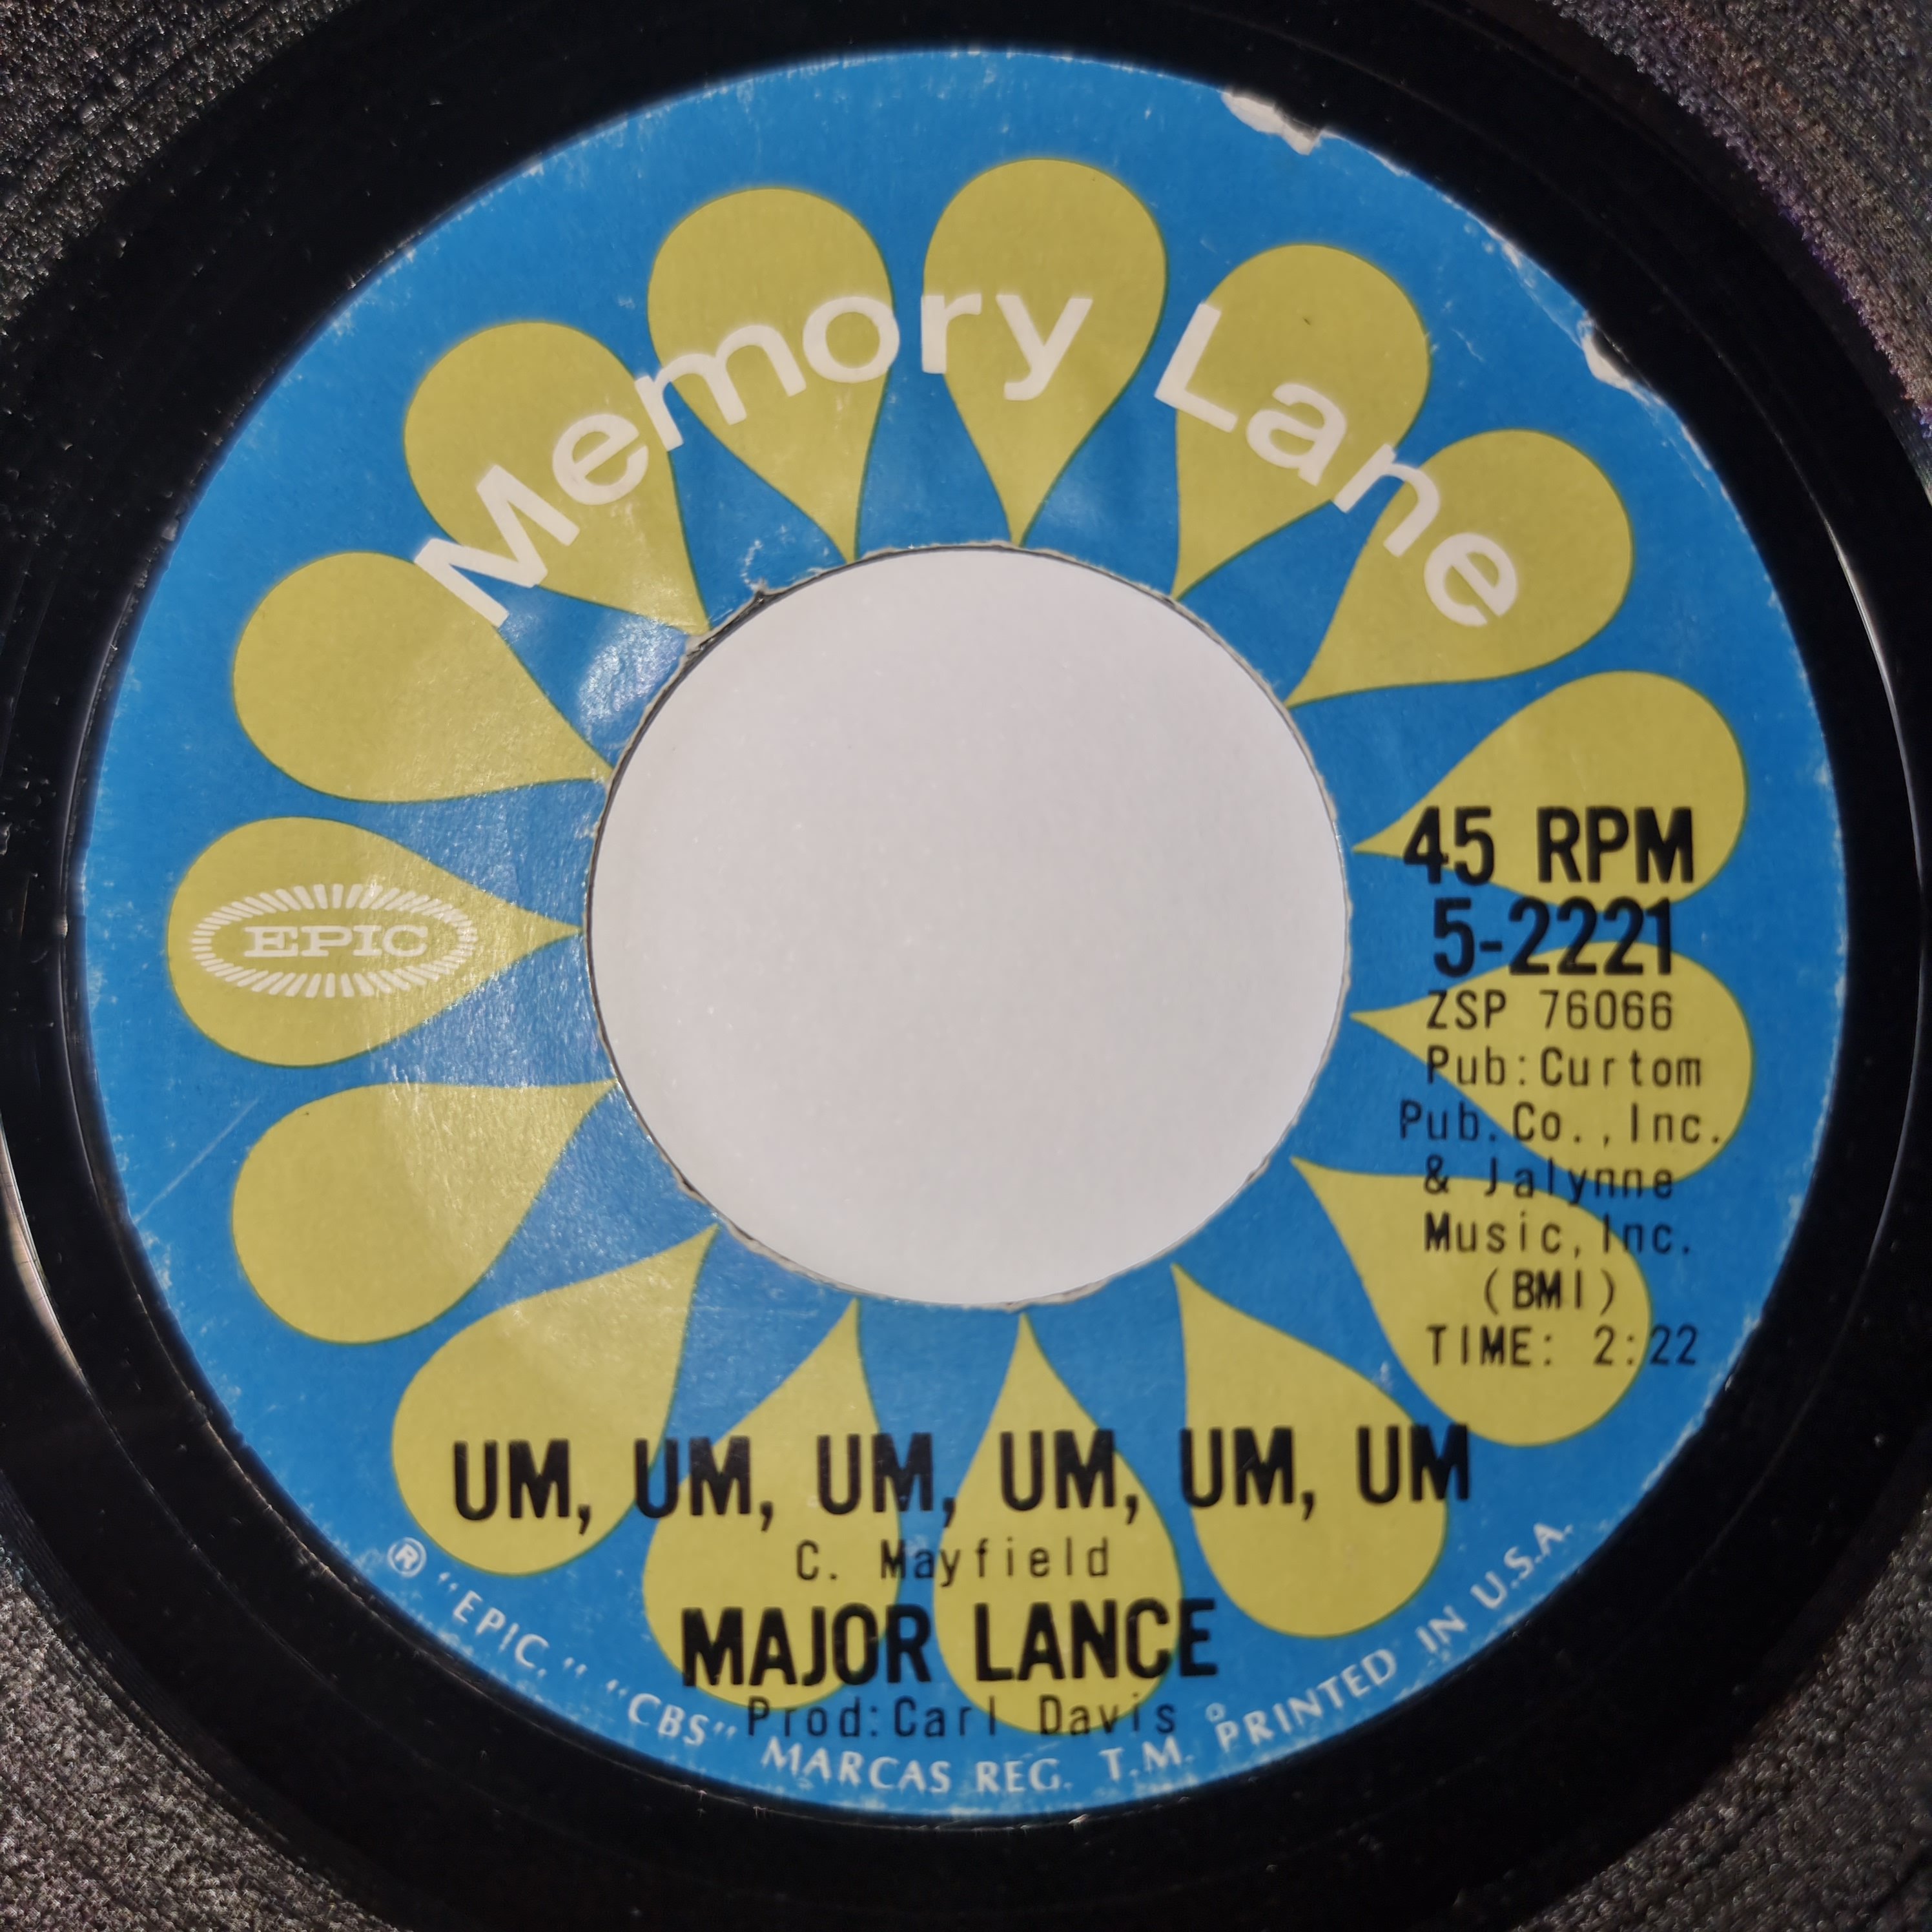 Memory Lane
EPIC
45 RPM
5-2221
ZSP 76066
Pub:Curtom
Pub.Co.,Inc.
& Jalynne
Music,Inc.
(BMI)
TIME: 2:22
UM, UM, UM, UM, UM, UM
C. Mayfield
MAJOR LANCE
Prod:Carl Davis
® "EPIC." "CBS" MARCAS REG. T.M. PRINTED IN U.S.A.